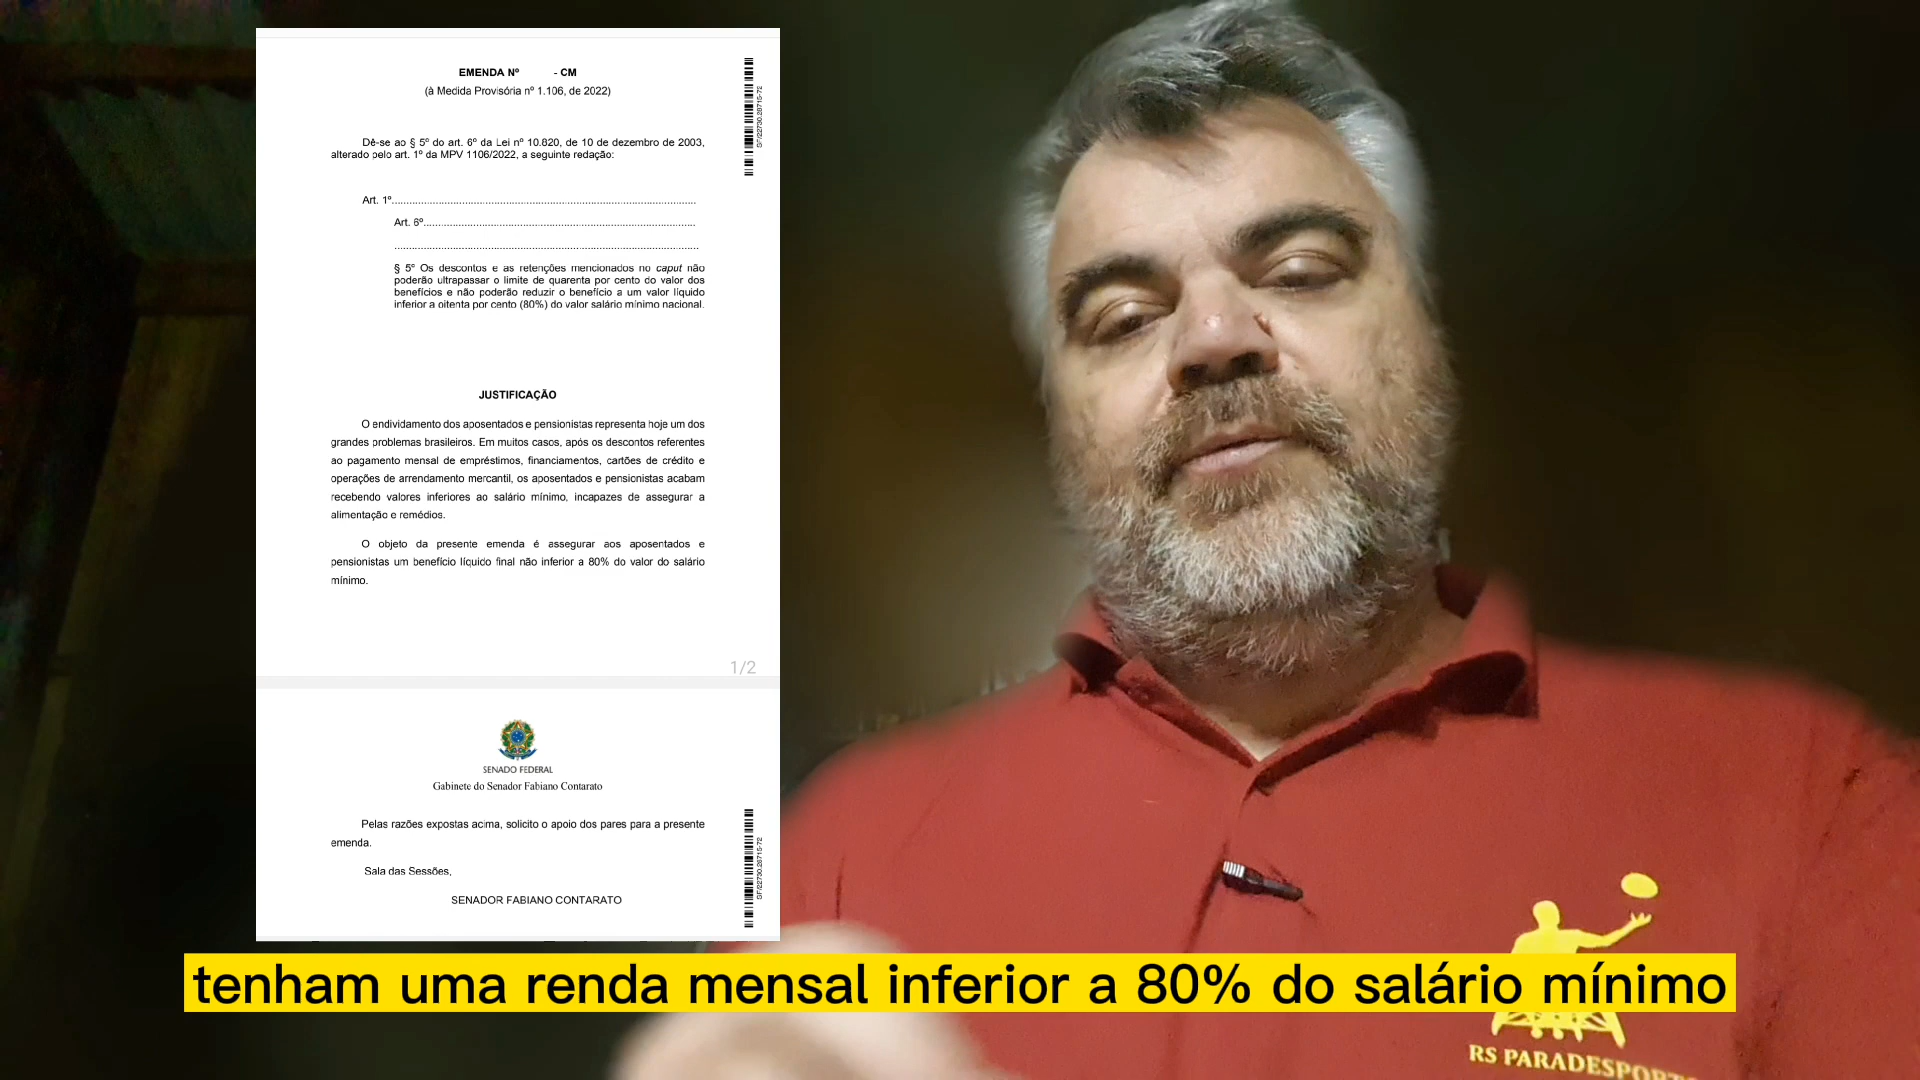 EMENDA Nº - CM
(à Medida Provisória nº 1.106, de 2022)
Dê-se ao § 5º do art. 6º da Lei nº 10.820, de 10 de dezembro de 2003,
alterado pelo art. 1º da MPV 1106/2022, a seguinte redação:
Art. 1º..........................................................................................................
Art. 6º..............................................................................................
..........................................................................................................
§ 5º Os descontos e as retenções mencionados no caput não
poderão ultrapassar o limite de quarenta por cento do valor dos
benefícios e não poderão reduzir o benefício a um valor líquido
inferior a oitenta por cento (80%) do valor salário mínimo nacional.
JUSTIFICAÇÃO
O endividamento dos aposentados e pensionistas representa hoje um dos
grandes problemas brasileiros. Em muitos casos, após os descontos referentes
ao pagamento mensal de empréstimos, financiamentos, cartões de crédito e
operações de arrendamento mercantil, os aposentados e pensionistas acabam
recebendo valores inferiores ao salário mínimo, incapazes de assegurar a
alimentação e remédios.
O objeto da presente emenda é assegurar aos aposentados e
pensionistas um benefício líquido final não inferior a 80% do valor do salário
mínimo.
1/2
SENADO FEDERAL
Gabinete do Senador Fabiano Contarato
Pelas razões expostas acima, solicito o apoio dos pares para a presente
emenda.
Sala das Sessões,
SENADOR FABIANO CONTARATO
SF/22730.28715-72
SF/22730.28715-72
tenham uma renda mensal inferior a 80% do salário mínimo
RS PARADESPORTO